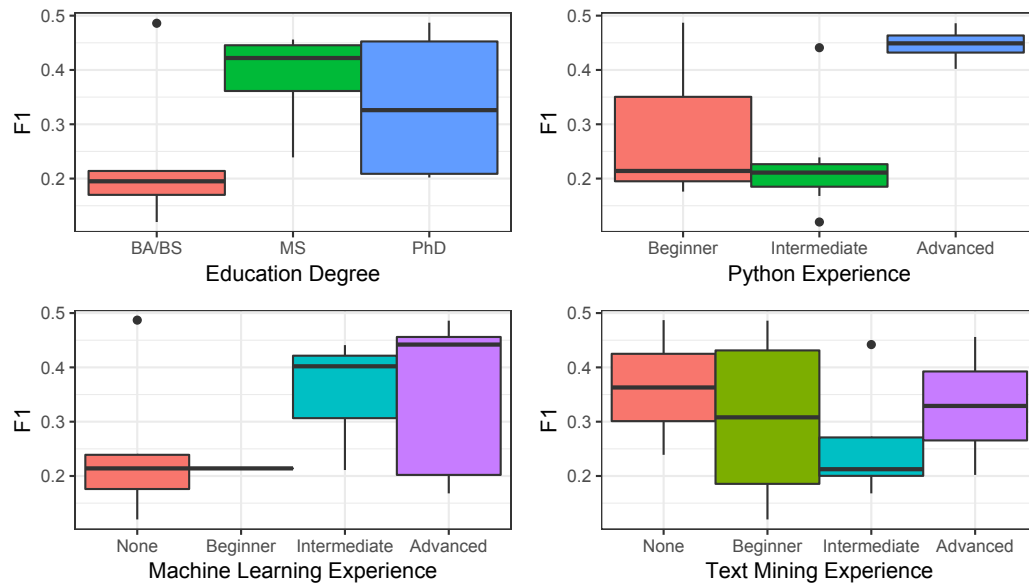 0.5
0.4
0.3
0.2
F1
BA/BS MS PhD
Education Degree
0.5
0.4
0.3
0.2
F1
Beginner Intermediate Advanced
Python Experience
0.5
0.4
0.3
0.2
F1
None Beginner Intermediate Advanced
Machine Learning Experience
0.5
0.4
0.3
0.2
F1
None Beginner Intermediate Advanced
Text Mining Experience